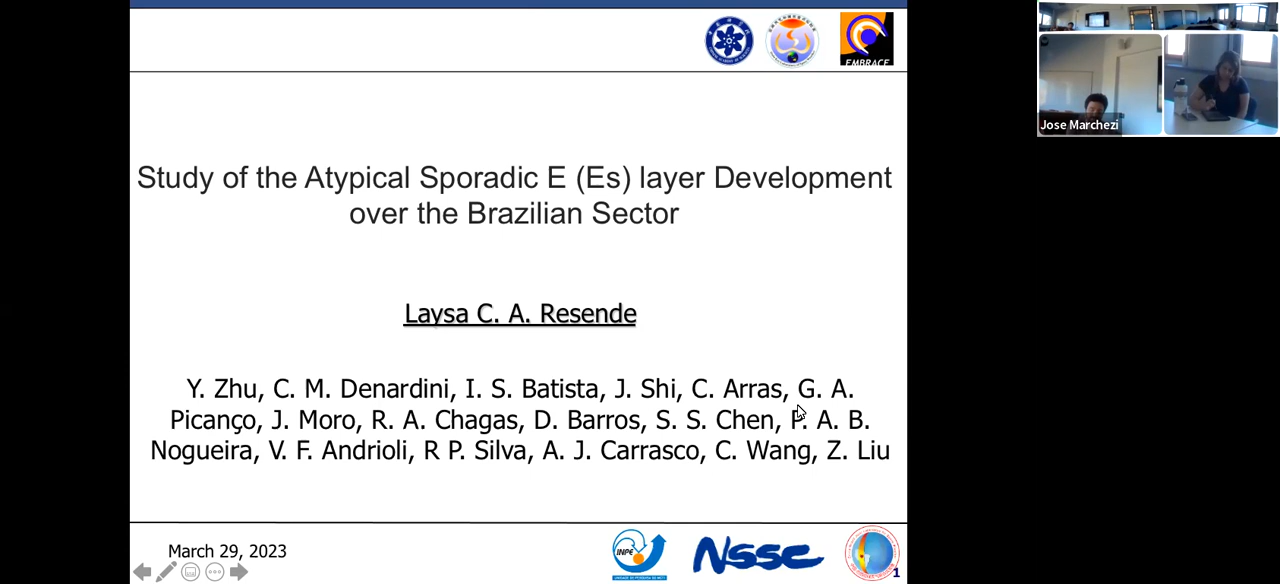 EMBRACE
Jose Marchezi
Study of the Atypical Sporadic E (Es) layer Development
over the Brazilian Sector
Laysa C. A. Resende
Y. Zhu, C. M. Denardini, I. S. Batista, J. Shi, C. Arras, G. A.
Picanço, J. Moro, R. A. Chagas, D. Barros, S. S. Chen, P. A. B.
Nogueira, V. F. Andrioli, R P. Silva, A. J. Carrasco, C. Wang, Z. Liu
March 29, 2023
INPE
NSSC
1